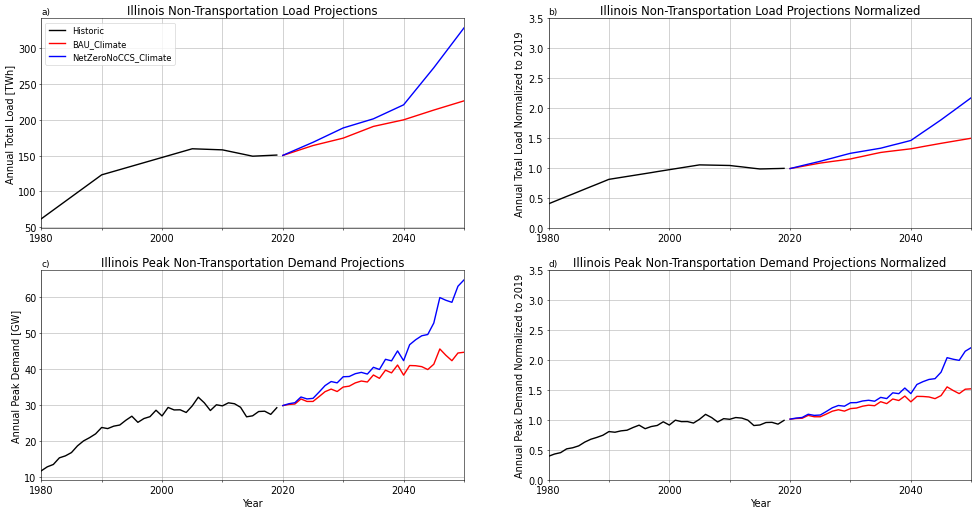 Illinois Non-Transportation Load Projections
a)
Historic
BAU_Climate
NetZeroNoCCS_Climate
Annual Total Load [TWh]
300
250
200
150
100
50
1980
2000
2020
2040
Illinois Non-Transportation Load Projections Normalized
b)
Annual Total Load Normalized to 2019
3.5
3.0
2.5
2.0
1.5
1.0
0.5
0.0
1980
2000
2020
2040
Illinois Peak Non-Transportation Demand Projections
c)
Annual Peak Demand [GW]
60
50
40
30
20
10
1980
2000
2020
2040
Year
Illinois Peak Non-Transportation Demand Projections Normalized
d)
Annual Peak Demand Normalized to 2019
3.5
3.0
2.5
2.0
1.5
1.0
0.5
0.0
1980
2000
2020
2040
Year